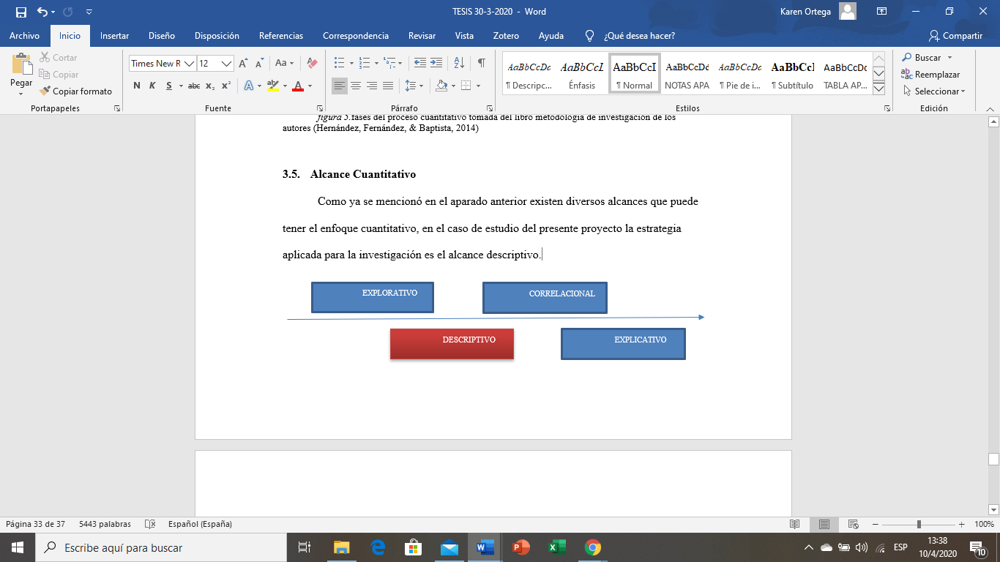 TESIS 30-3-2020 - Word
Karen Ortega
Archivo Inicio Insertar Diseño Disposición Referencias Correspondencia Revisar Vista Zotero Ayuda ¿Qué desea hacer? Compartir
Pegar
Cortar
Copiar
Copiar formato
Portapapeles
Times New R 12
N K S abc x₂ x²
Fuente
Párrafo
AaBbCcDc AaBbCcL AaBbCcI AaBbCcDd AaBbCcDc AaBbCcI AaBbCcDc
¶ Descripc... Énfasis ¶ Normal NOTAS APA ¶ Pie de i... ¶ Subtítulo TABLA AP...
Estilos
Buscar
Reemplazar
Seleccionar
Edición
figura 5.fases del proceso cuantitativo tomada del libro metodología de investigación de los
autores (Hernández, Fernández, & Baptista, 2014)
3.5. Alcance Cuantitativo
Como ya se mencionó en el aparado anterior existen diversos alcances que puede
tener el enfoque cuantitativo, en el caso de estudio del presente proyecto la estrategia
aplicada para la investigación es el alcance descriptivo.
EXPLORATIVO CORRELACIONAL
DESCRIPTIVO EXPLICATIVO
Página 33 de 37 5443 palabras Español (España) 100%
Escribe aquí para buscar
ESP
13:38
10/4/2020
10